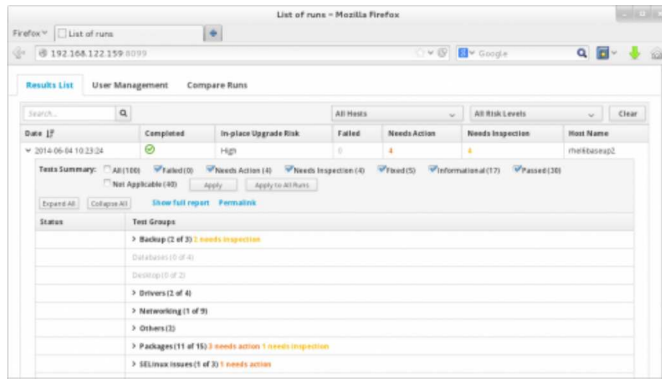 List of runs - Mozilla Firefox
Firefox
List of runs
192.168.122.159:8099
Google
Results List User Management Compare Runs
Search... All Hosts All Risk Levels Clear
Date Completed In-place Upgrade Risk Failed Needs Action Needs Inspection Host Name
2014-06-04 10:23:24 High 0 4 4 rhel6baseap2
Tests Summary: All (100) Failed (0) Needs Action (4) Needs Inspection (4) Fixed (5) Informational (17) Passed (30)
Not Applicable (40) Apply Apply to All Runs
Expand All Collapse All Show full report Permalink
Status Test Groups
> Backup (2 of 3) 2 needs inspection
Databases (0 of 4)
Desktop (0 of 2)
> Drivers (2 of 4)
> Networking (1 of 9)
> Others (2)
> Packages (11 of 15) 3 needs action 1 needs inspection
> SELinux Issues (1 of 3) 1 needs action